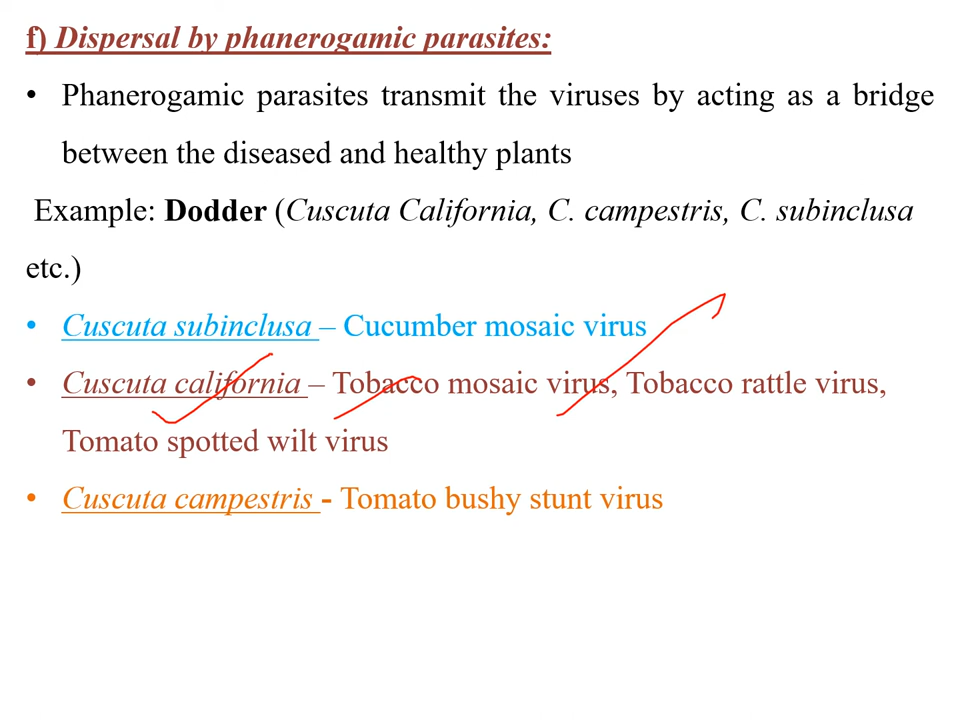 f) Dispersal by phanerogamic parasites:
• Phanerogamic parasites transmit the viruses by acting as a bridge
between the diseased and healthy plants
Example: Dodder (Cuscuta California, C. campestris, C. subinclusa
etc.)
• Cuscuta subinclusa – Cucumber mosaic virus
• Cuscuta california – Tobacco mosaic virus, Tobacco rattle virus,
Tomato spotted wilt virus
• Cuscuta campestris - Tomato bushy stunt virus